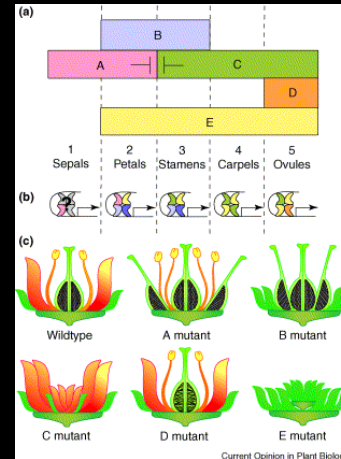 (a)
B
A C
D
E
1 2 3 4 5
Sepals Petals Stamens Carpels Ovules
(b)
?
(c)
Wildtype A mutant B mutant
C mutant D mutant E mutant
Current Opinion in Plant Biolog